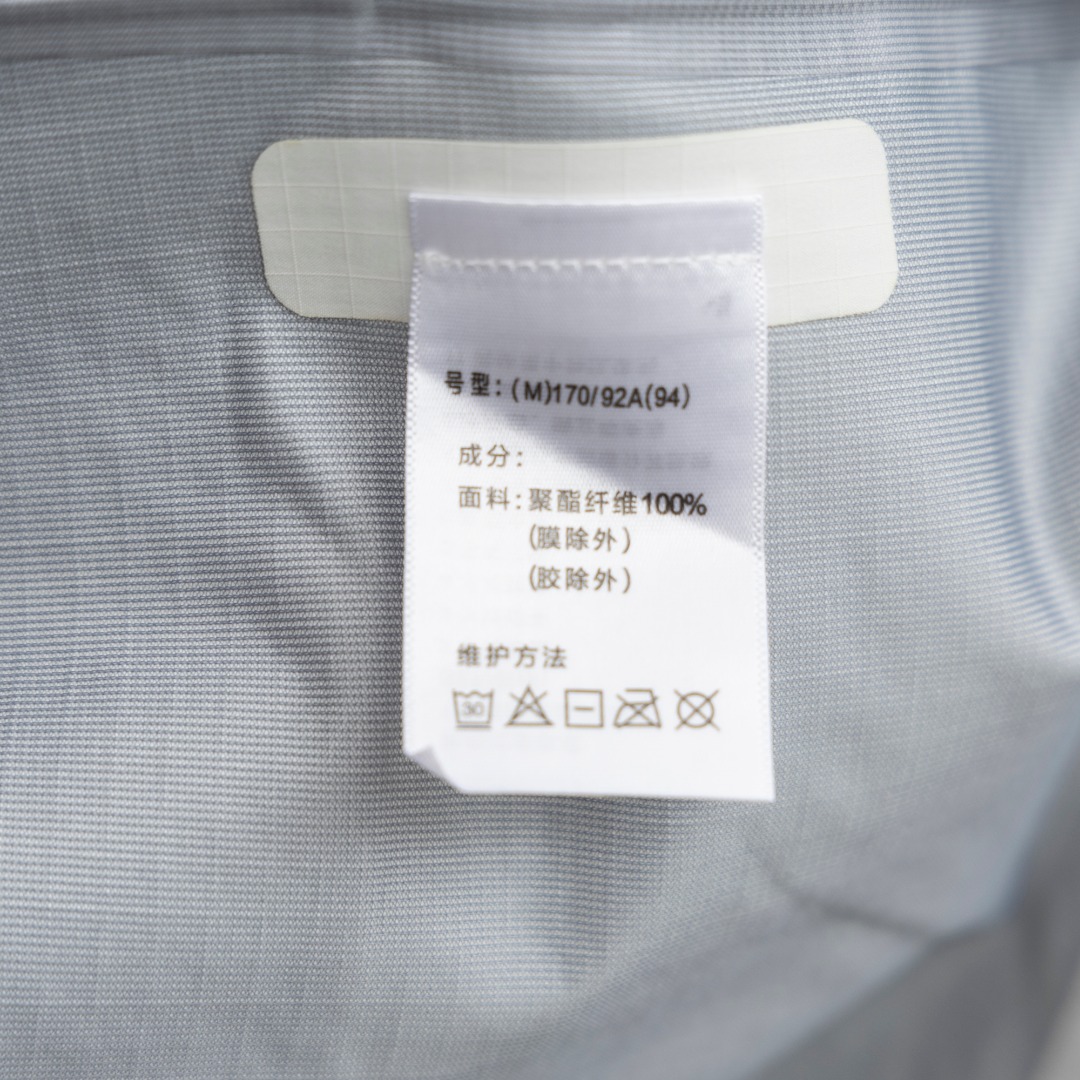 号型：(M)170/92A(94)
成分：
面料：聚酯纤维100%
(膜除外)
(胶除外)
维护方法
30